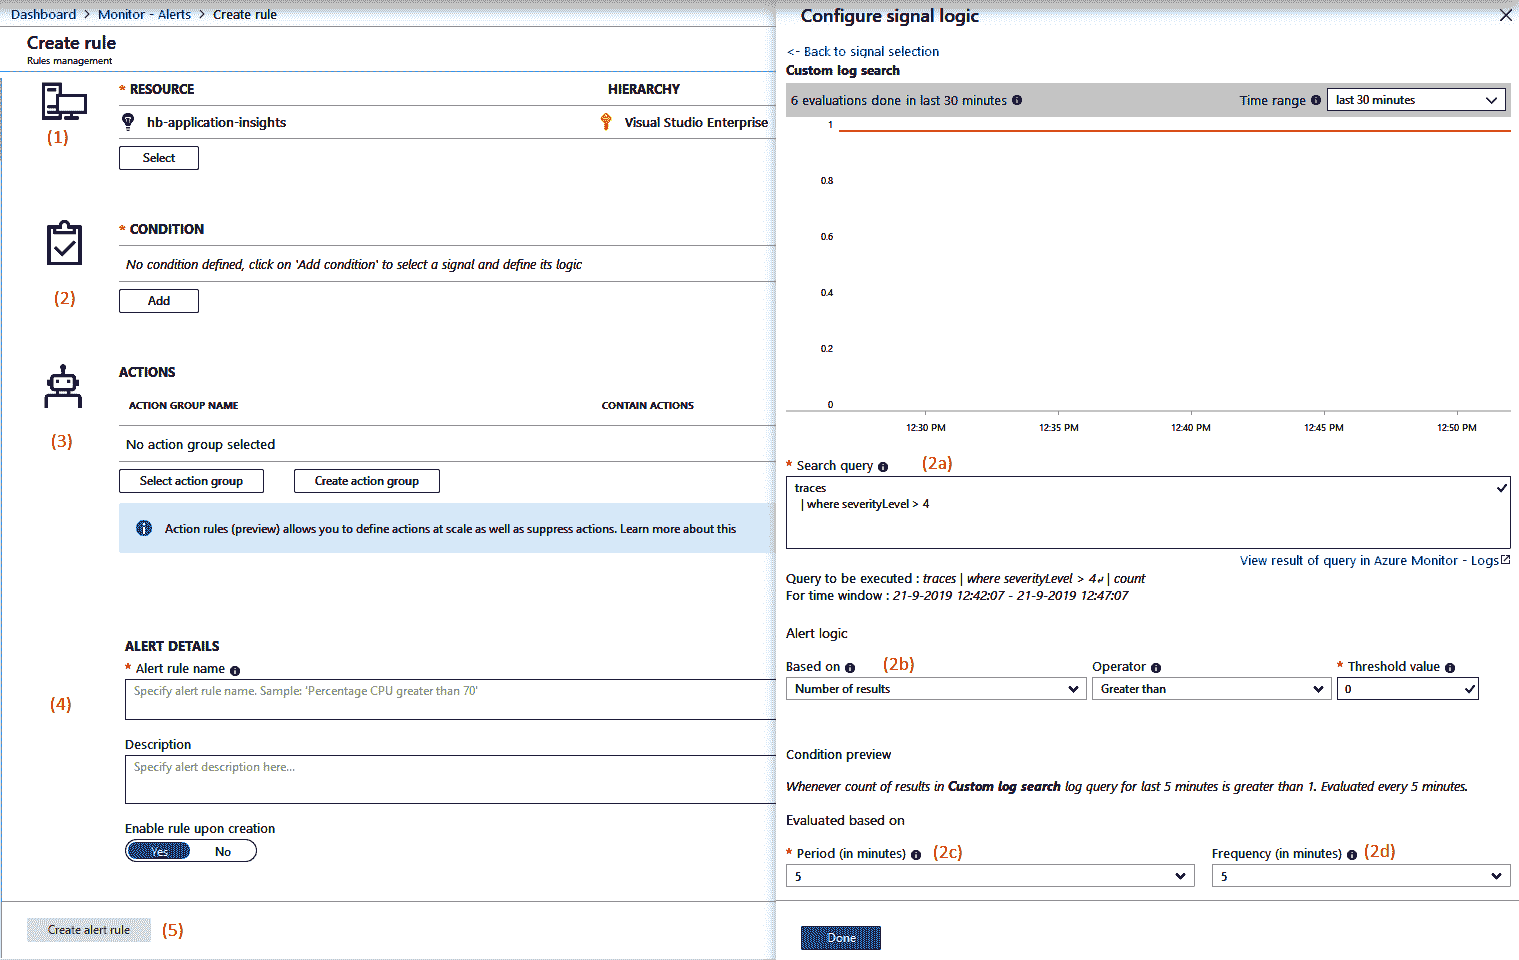 Dashboard > Monitor - Alerts > Create rule
Create rule
Rules management
(1)
* RESOURCE HIERARCHY
hb-application-insights Visual Studio Enterprise
Select
(2)
* CONDITION
No condition defined, click on 'Add condition' to select a signal and define its logic
Add
(3)
ACTIONS
ACTION GROUP NAME CONTAIN ACTIONS
No action group selected
Select action group Create action group
Action rules (preview) allows you to define actions at scale as well as suppress actions. Learn more about this
(4)
ALERT DETAILS
* Alert rule name
Specify alert rule name. Sample: 'Percentage CPU greater than 70'
Description
Specify alert description here...
Enable rule upon creation
Yes No
Create alert rule (5)
Configure signal logic
<- Back to signal selection
Custom log search
6 evaluations done in last 30 minutes Time range last 30 minutes
1
0.8
0.6
0.4
0.2
0
12:30 PM 12:35 PM 12:40 PM 12:45 PM 12:50 PM
* Search query (2a)
traces
| where severityLevel > 4
View result of query in Azure Monitor - Logs
Query to be executed : traces | where severityLevel > 4↵ | count
For time window : 21-9-2019 12:42:07 - 21-9-2019 12:47:07
Alert logic
Based on (2b) Operator * Threshold value
Number of results Greater than 0
Condition preview
Whenever count of results in Custom log search log query for last 5 minutes is greater than 1. Evaluated every 5 minutes.
Evaluated based on
* Period (in minutes) (2c) Frequency (in minutes) (2d)
5 5
Done